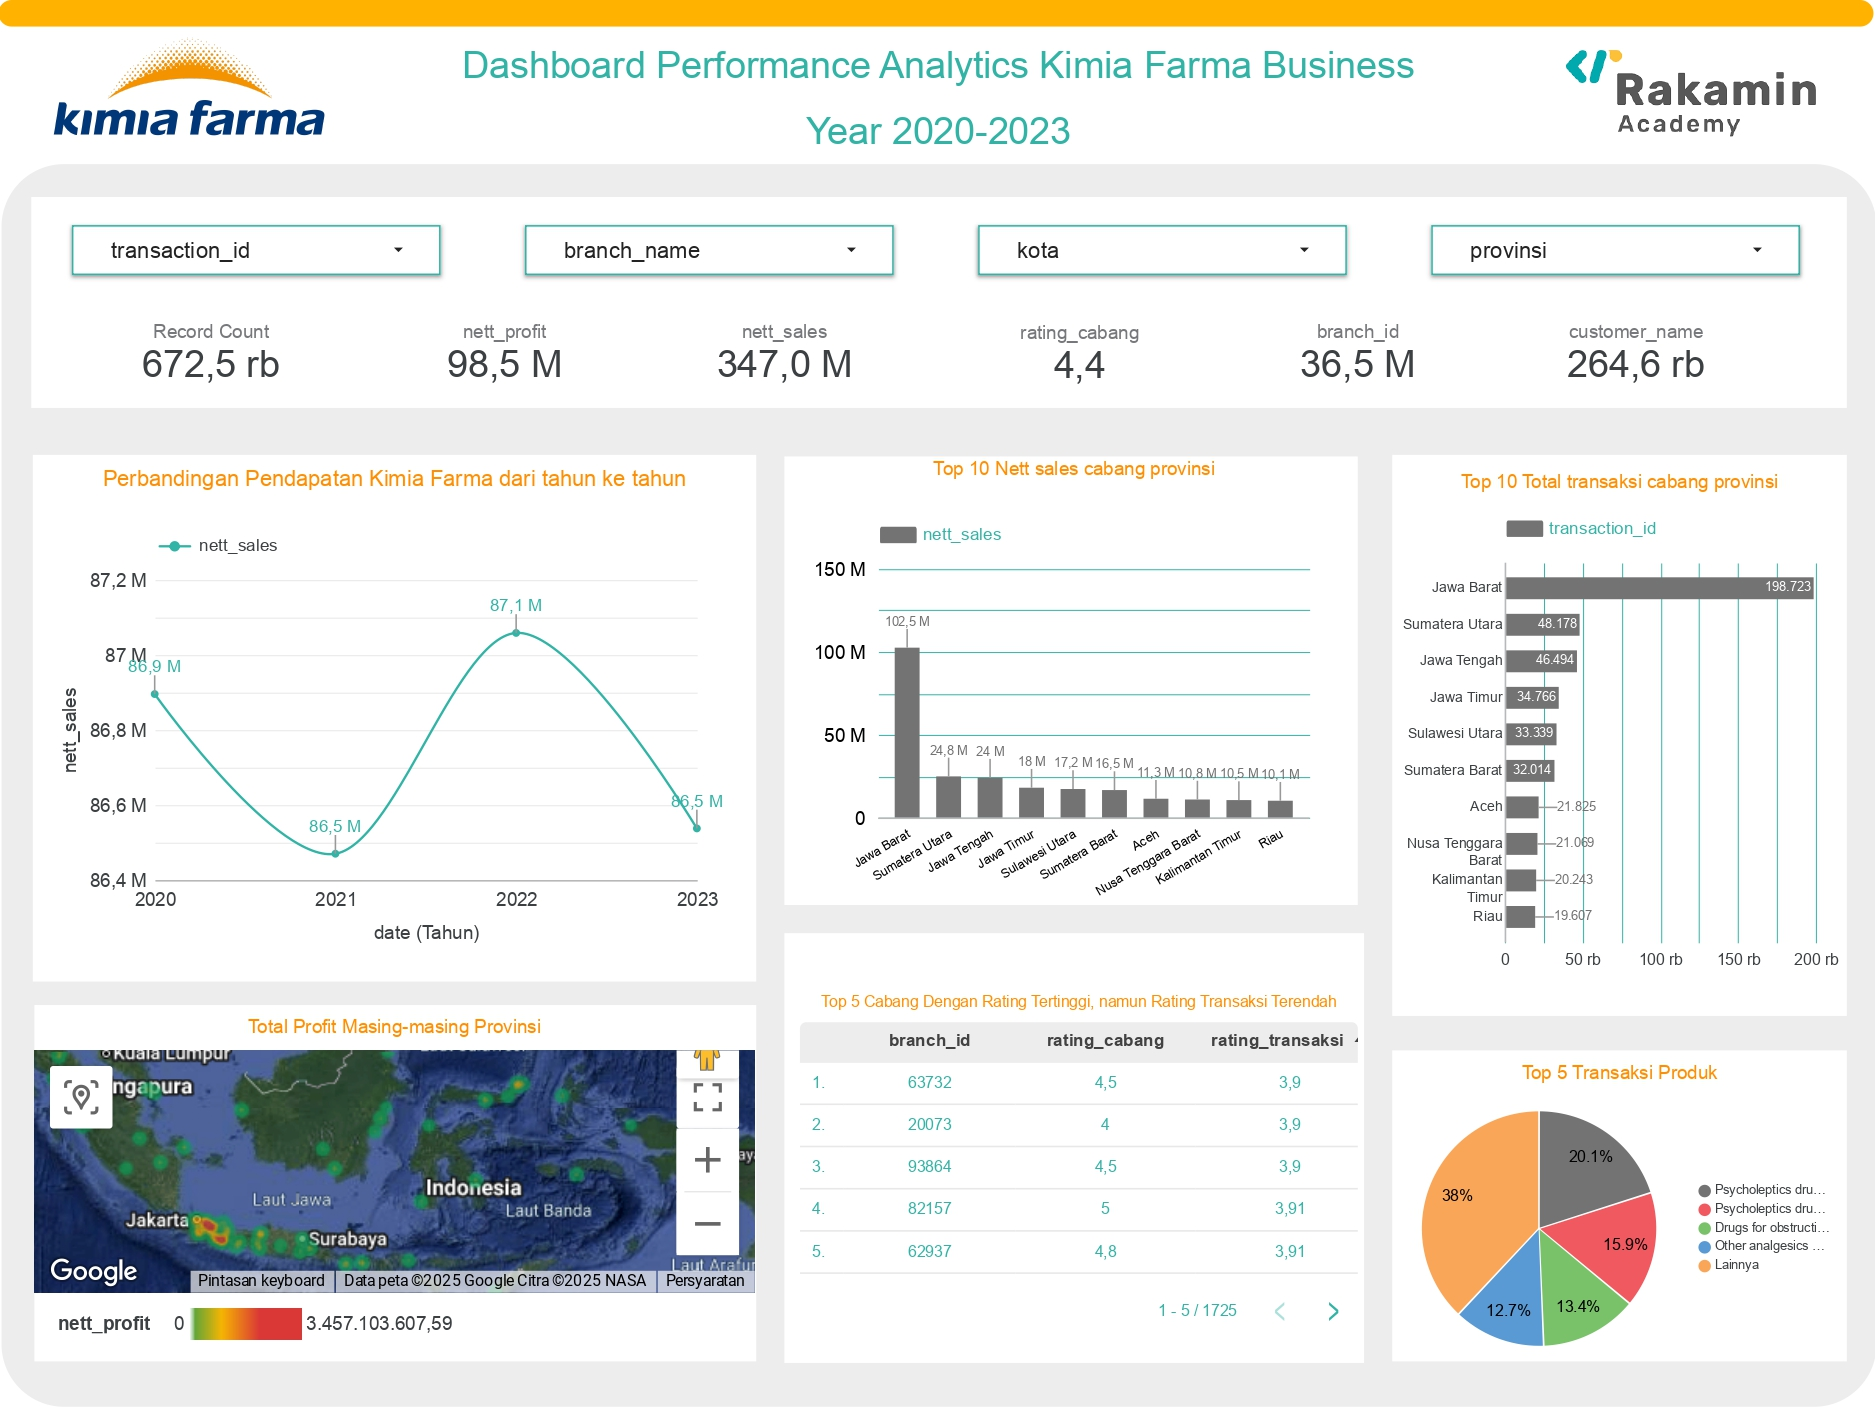 kimia farma
Dashboard Performance Analytics Kimia Farma Business
Year 2020-2023
Rakamin
Academy
transaction_id
branch_name
kota
provinsi
Record Count
672,5 rb
nett_profit
98,5 M
nett_sales
347,0 M
rating_cabang
4,4
branch_id
36,5 M
customer_name
264,6 rb
Perbandingan Pendapatan Kimia Farma dari tahun ke tahun
nett_sales
87,2 M
87 M
86,8 M
86,6 M
86,4 M
nett_sales
86,9 M
86,5 M
87,1 M
86,5 M
2020
2021
2022
2023
date (Tahun)
Top 10 Nett sales cabang provinsi
nett_sales
150 M
100 M
50 M
0
102,5 M
24,8 M
24 M
18 M
17,2 M
16,5 M
11,3 M
10,8 M
10,5 M
10,1 M
Jawa Barat
Sumatera Utara
Jawa Tengah
Jawa Timur
Sulawesi Utara
Sumatera Barat
Aceh
Nusa Tenggara Barat
Kalimantan Timur
Riau
Top 10 Total transaksi cabang provinsi
transaction_id
Jawa Barat 198.723
Sumatera Utara 48.178
Jawa Tengah 46.494
Jawa Timur 34.766
Sulawesi Utara 33.339
Sumatera Barat 32.014
Aceh 21.825
Nusa Tenggara
Barat 21.069
Kalimantan
Timur 20.243
Riau 19.607
0 50 rb 100 rb 150 rb 200 rb
Total Profit Masing-masing Provinsi
Kuala Lumpur
ngapura
Indonesia
Laut Jawa
Laut Banda
Jakarta
Surabaya
Laut Arafur
Google
Pintasan keyboard
Data peta ©2025 Google Citra ©2025 NASA
Persyaratan
nett_profit 0 3.457.103.607,59
Top 5 Cabang Dengan Rating Tertinggi, namun Rating Transaksi Terendah
branch_id rating_cabang rating_transaksi
1. 63732 4,5 3,9
2. 20073 4 3,9
3. 93864 4,5 3,9
4. 82157 5 3,91
5. 62937 4,8 3,91
1 - 5 / 1725
Top 5 Transaksi Produk
20.1%
15.9%
13.4%
12.7%
38%
Psycholeptics dru…
Psycholeptics dru…
Drugs for obstructi…
Other analgesics …
Lainnya